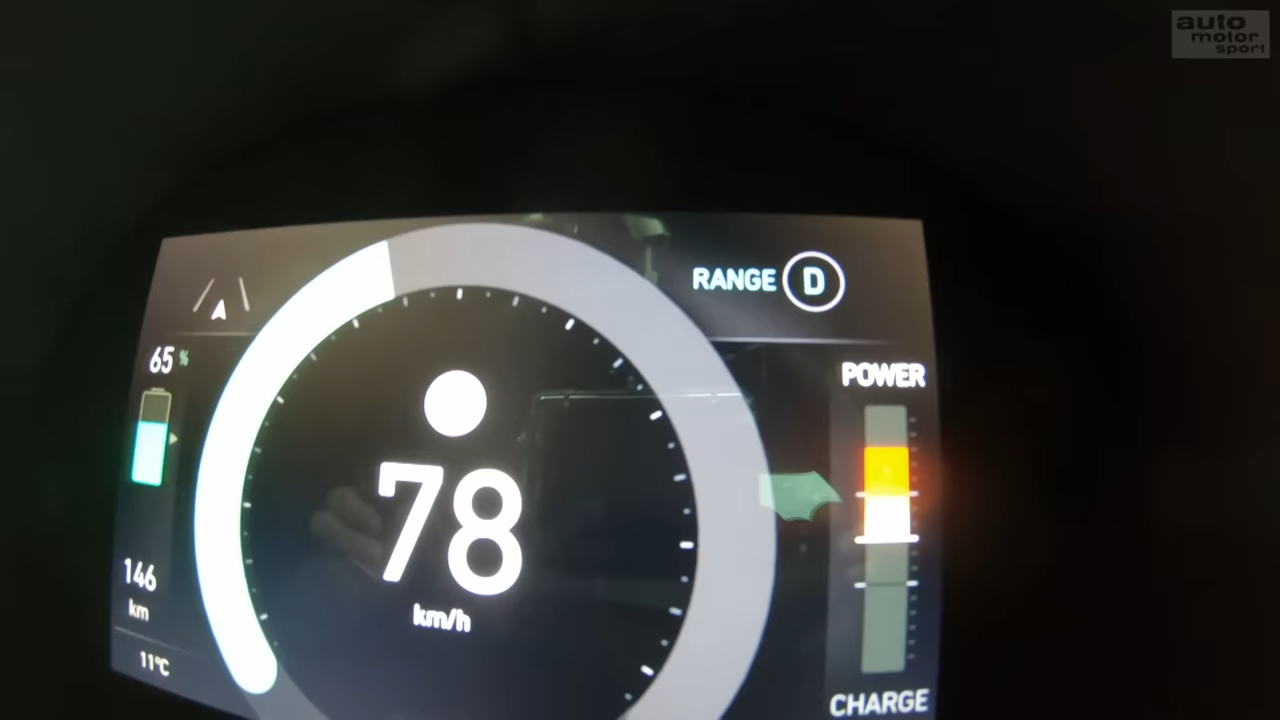 auto
motor
sport
RANGE D
65 %
POWER
78
km/h
146
km
11°C
CHARGE